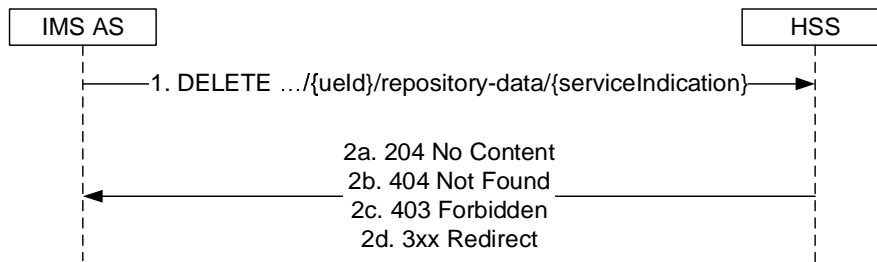 IMS AS
HSS
1. DELETE …/{ueId}/repository-data/{serviceIndication}
2a. 204 No Content
2b. 404 Not Found
2c. 403 Forbidden
2d. 3xx Redirect